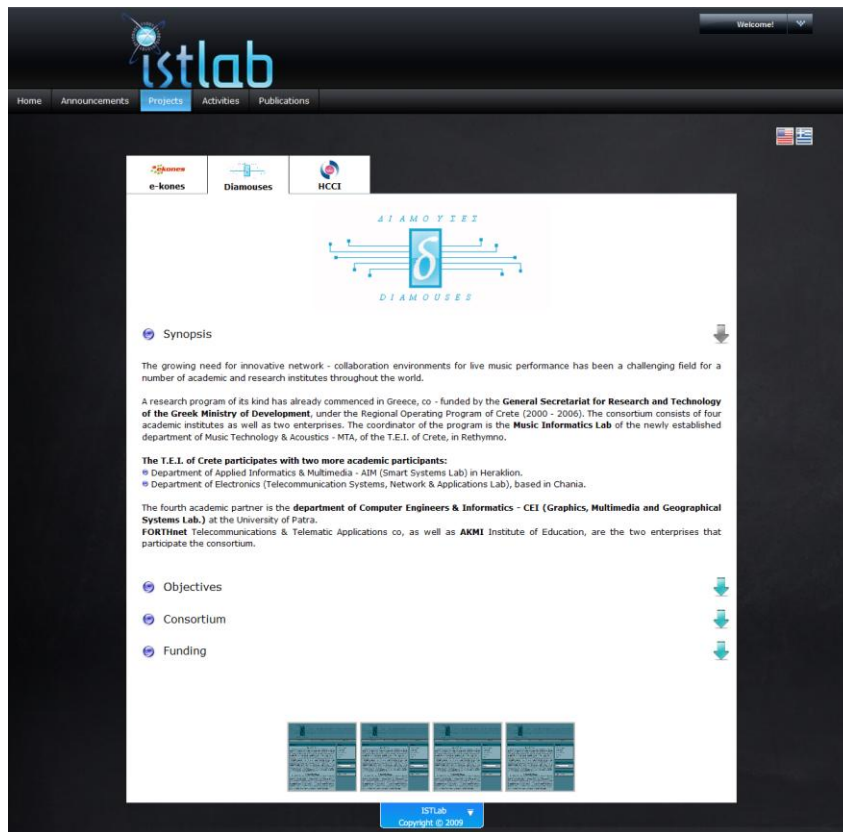 istlab
Welcome!
Home Announcements Projects Activities Publications
ekones
e-kones Diamouses HCCI
ΔΙΑΜΟΥΣΕΣ
δ
DIAMOUSES
Synopsis
The growing need for innovative network - collaboration environments for live music performance has been a challenging field for a
number of academic and research institutes throughout the world.
A research program of its kind has already commenced in Greece, co - funded by the General Secretariat for Research and Technology
of the Greek Ministry of Development, under the Regional Operating Program of Crete (2000 - 2006). The consortium consists of four
academic institutes as well as two enterprises. The coordinator of the program is the Music Informatics Lab of the newly established
department of Music Technology & Acoustics - MTA, of the T.E.I. of Crete, in Rethymno.
The T.E.I. of Crete participates with two more academic participants:
Department of Applied Informatics & Multimedia - AIM (Smart Systems Lab) in Heraklion.
Department of Electronics (Telecommunication Systems, Network & Applications Lab), based in Chania.
The fourth academic partner is the department of Computer Engineers & Informatics - CEI (Graphics, Multimedia and Geographical
Systems Lab.) at the University of Patra.
FORTHnet Telecommunications & Telematic Applications co, as well as AKMI Institute of Education, are the two enterprises that
participate the consortium.
Objectives
Consortium
Funding
ISTLab
Copyright © 2009